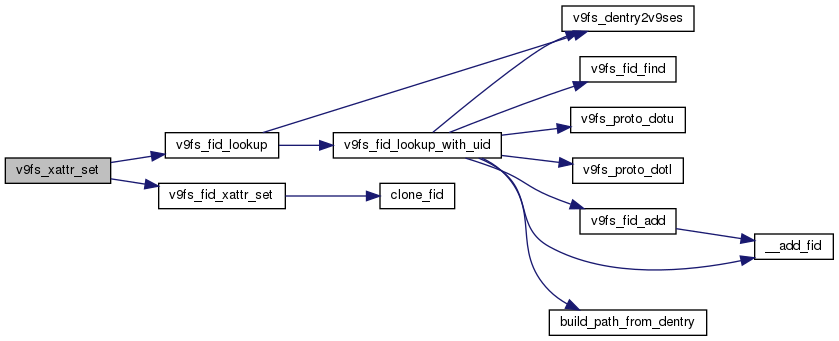 v9fs_xattr_set
v9fs_fid_lookup
v9fs_fid_xattr_set
v9fs_fid_lookup_with_uid
clone_fid
v9fs_dentry2v9ses
v9fs_fid_find
v9fs_proto_dotu
v9fs_proto_dotl
v9fs_fid_add
__add_fid
build_path_from_dentry